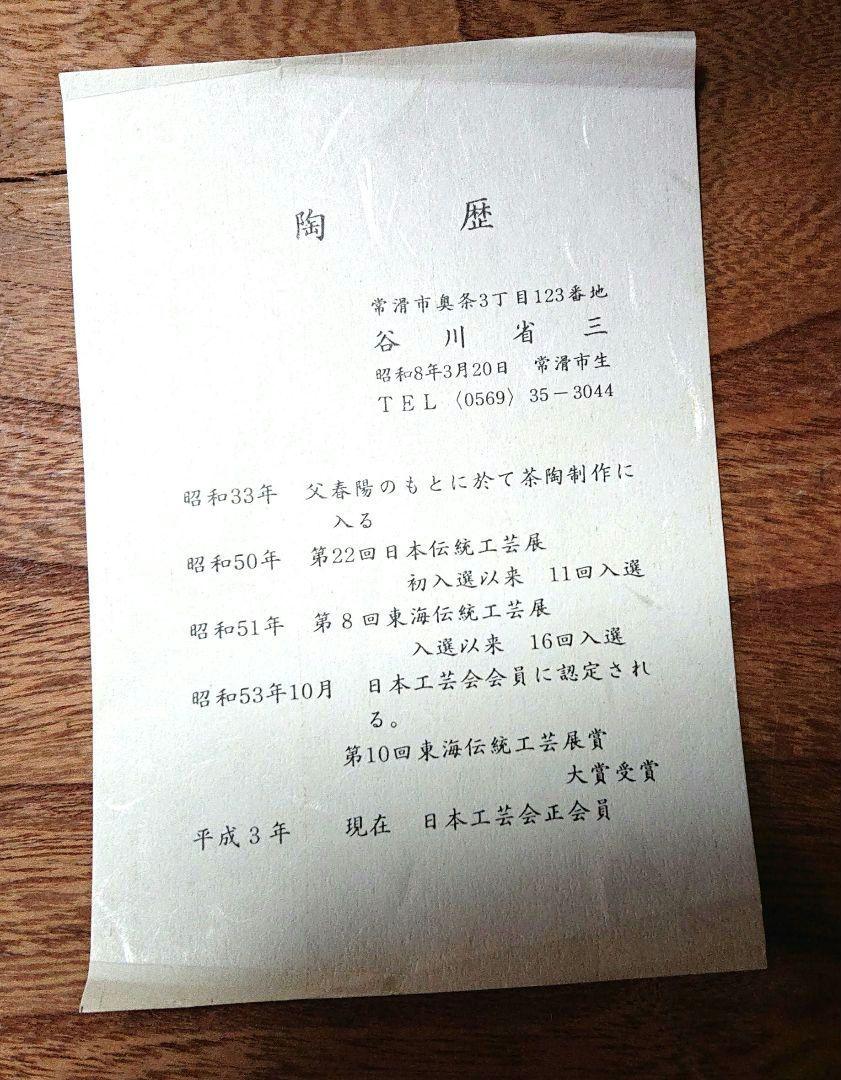 陶　歴
常滑市奥条3丁目123番地
谷川省三
昭和8年3月20日　常滑市生
ＴＥＬ〈0569〉35－3044
昭和33年　父春陽のもとに於て茶陶制作に
入る
昭和50年　第22回日本伝統工芸展
初入選以来　11回入選
昭和51年　第8回東海伝統工芸展
入選以来　16回入選
昭和53年10月　日本工芸会会員に認定され
る。
第10回東海伝統工芸展賞
大賞受賞
平成3年　現在　日本工芸会正会員